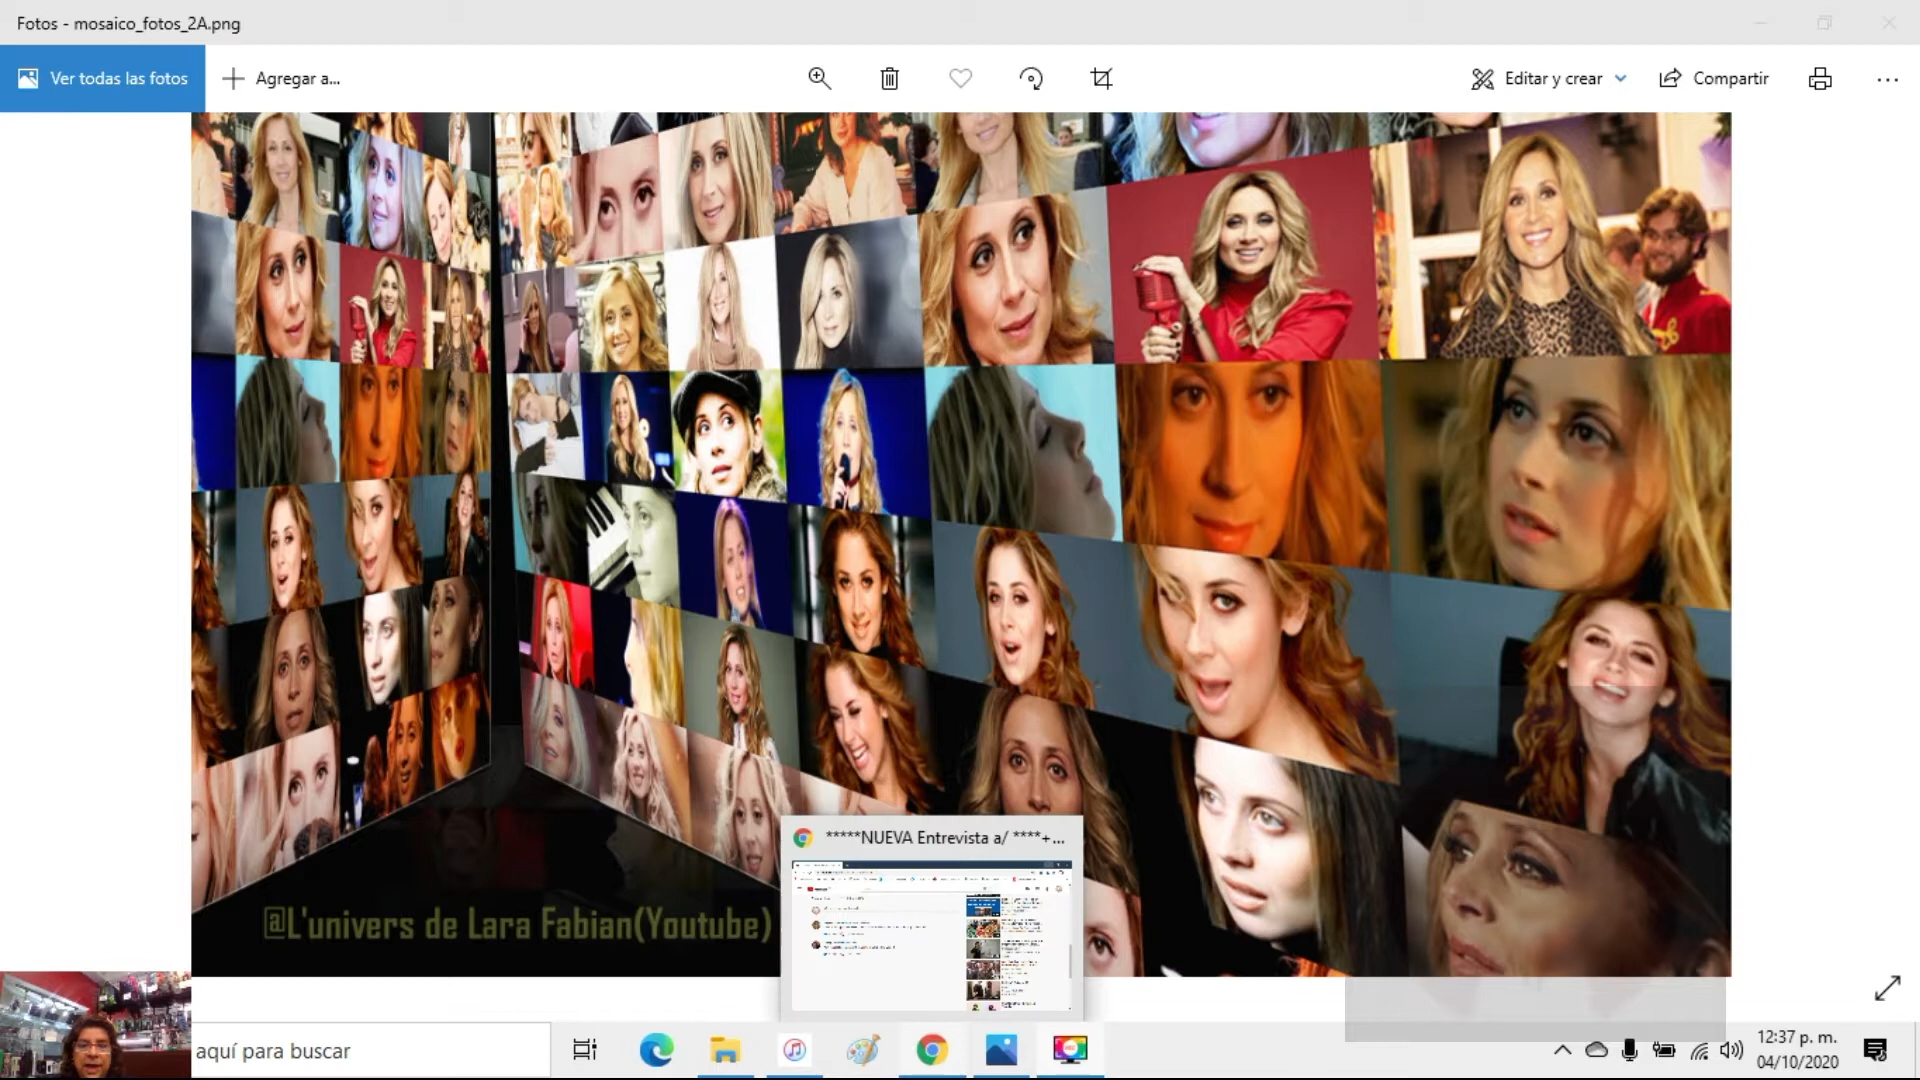 Fotos - mosaico_fotos_2A.png
Ver todas las fotos
Agregar a...
Editar y crear
Compartir
@L'univers de Lara Fabian(Youtube)
*****NUEVA Entrevista a/ ****+...
aquí para buscar
12:37 p. m.
04/10/2020